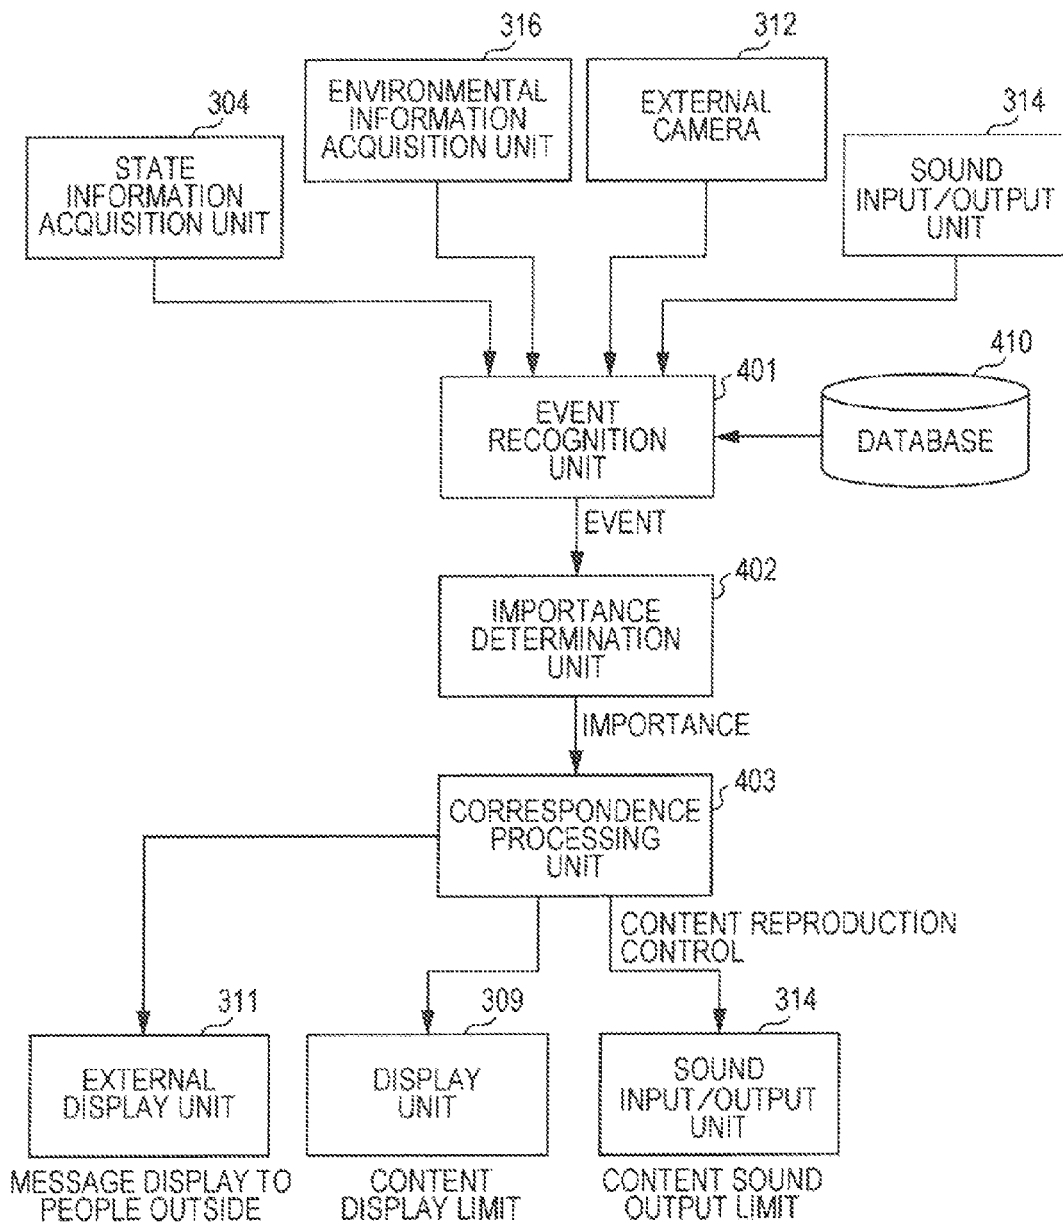 316
ENVIRONMENTAL
INFORMATION
ACQUISITION UNIT
312
EXTERNAL
CAMERA
304
STATE
INFORMATION
ACQUISITION UNIT
314
SOUND
INPUT/OUTPUT
UNIT
401
EVENT
RECOGNITION
UNIT
410
DATABASE
EVENT
402
IMPORTANCE
DETERMINATION
UNIT
IMPORTANCE
403
CORRESPONDENCE
PROCESSING
UNIT
CONTENT REPRODUCTION
CONTROL
311
EXTERNAL
DISPLAY UNIT
MESSAGE DISPLAY TO
PEOPLE OUTSIDE
309
DISPLAY
UNIT
CONTENT
DISPLAY LIMIT
314
SOUND
INPUT/OUTPUT
UNIT
CONTENT SOUND
OUTPUT LIMIT